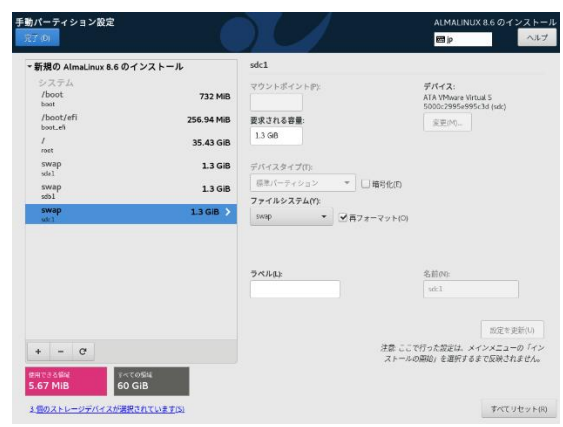 手動パーティション設定
ALMALINUX 8.6 のインストール
完了(D)
jp
ヘルプ
新規の AlmaLinux 8.6 のインストール
sdc1
システム
/boot
732 MiB
boot
/boot/efi
256.94 MiB
boot_efi
/
35.43 GiB
root
swap
1.3 GiB
swap
1.3 GiB
sdb1
swap
1.3 GiB
sdc1
マウントポイント(P):
デバイス:
ATA VMware Virtual S
5000c2995e995c3d (sdc)
要求される容量:
変更(M)...
1.3 GiB
デバイスタイプ(T):
標準パーティション
暗号化(E)
ファイルシステム(Y):
swap
再フォーマット(O)
ラベル(L):
名前(N):
sdc1
設定を更新(U)
注意: ここで行った設定は、メインメニューの「イン
ストールの開始」を選択するまで反映されません。
+ −
使用できる領域
5.67 MiB
すべての領域
60 GiB
3 個のストレージデバイスが選択されています(S)
すべてリセット(R)